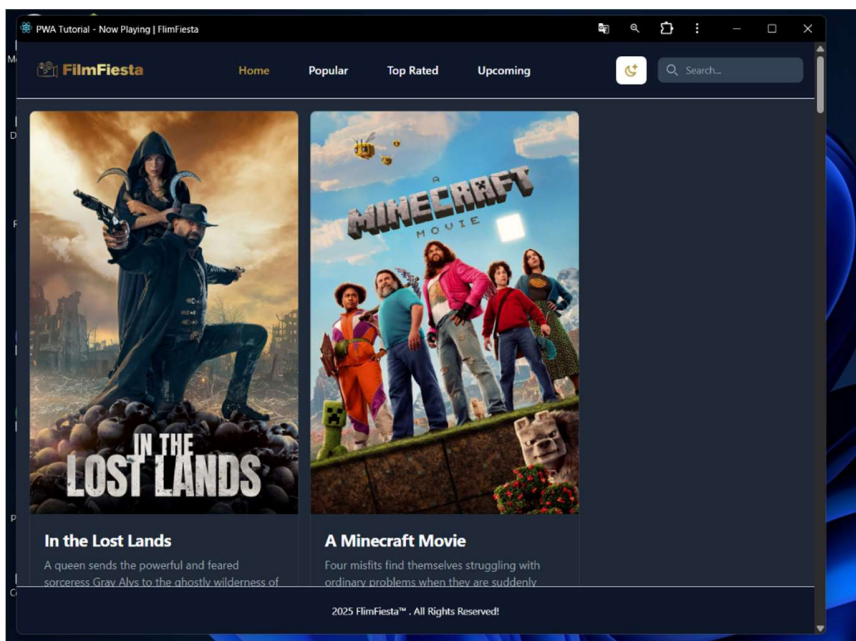 PWA Tutorial - Now Playing | FlimFiesta
FilmFiesta
Home
Popular
Top Rated
Upcoming
Search...
A
MINECRAFT
MOVIE
IN THE
LOST LANDS
In the Lost Lands
A queen sends the powerful and feared
sorceress Gray Alys to the ghostly wilderness of
A Minecraft Movie
Four misfits find themselves struggling with
ordinary problems when they are suddenly
2025 FlimFiesta™ . All Rights Reserved!